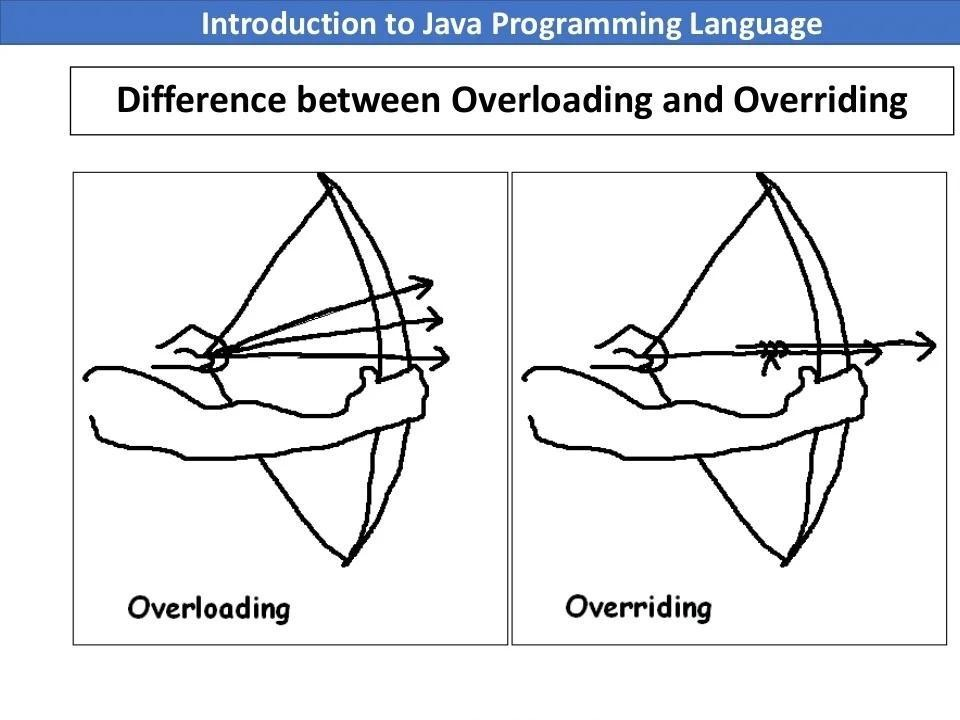 Introduction to Java Programming Language
Difference between Overloading and Overriding
Overloading
Overriding